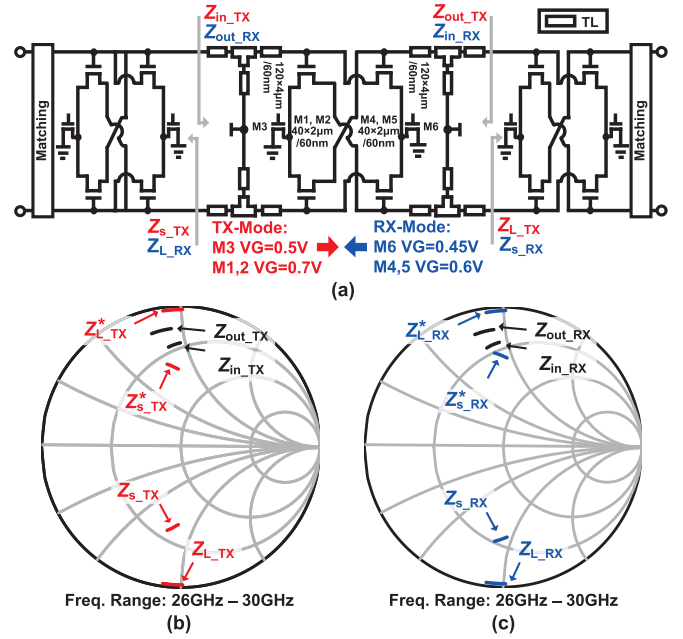 Z_in_TX
Z_out_RX
Z_out_TX
Z_in_RX
TL
Matching
M3
120×4μm
/60nm
M1, M2
40×2μm
/60nm
M4, M5
40×2μm
/60nm
120×4μm
/60nm
M6
Matching
Z_s_TX
Z_L_RX
Z_L_TX
Z_s_RX
TX-Mode:
M3 VG=0.5V
M1,2 VG=0.7V
RX-Mode:
M6 VG=0.45V
M4,5 VG=0.6V
(a)
Z*_L_TX
Z_out_TX
Z_in_TX
Z*_s_TX
Z_s_TX
Z_L_TX
Freq. Range: 26GHz – 30GHz
(b)
Z*_L_RX
Z_out_RX
Z_in_RX
Z*_s_RX
Z_s_RX
Z_L_RX
Freq. Range: 26GHz – 30GHz
(c)